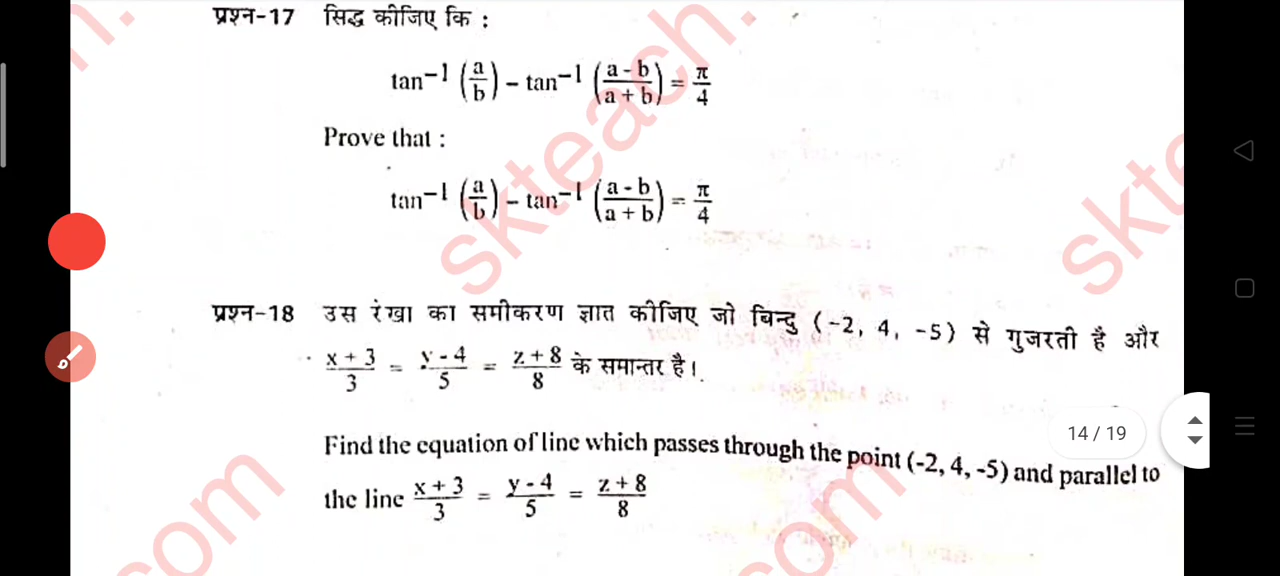 प्रश्न-17 सिद्ध कीजिए कि :
tan⁻¹ (a/b) – tan⁻¹ ((a - b)/(a + b)) = π/4
Prove that :
tan⁻¹ (a/b) – tan⁻¹ ((a - b)/(a + b)) = π/4
प्रश्न-18 उस रेखा का समीकरण ज्ञात कीजिए जो बिन्दु (-2, 4, -5) से गुजरती है और
(x + 3)/3 = (y - 4)/5 = (z + 8)/8 के समान्तर है।
14 / 19
Find the equation of line which passes through the point (-2, 4, -5) and parallel to
the line (x + 3)/3 = (y - 4)/5 = (z + 8)/8
h.
skteach.
skt
com
com